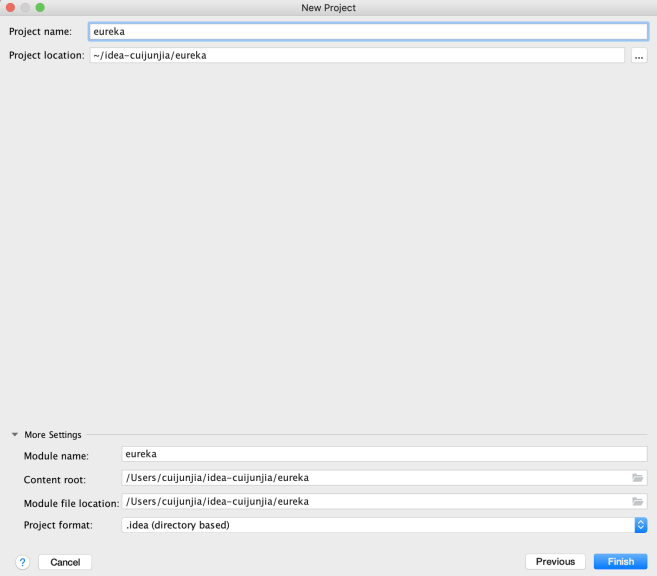 New Project
Project name: eureka
Project location: ~/idea-cuijunjia/eureka ...
More Settings
Module name: eureka
Content root: /Users/cuijunjia/idea-cuijunjia/eureka
Module file location: /Users/cuijunjia/idea-cuijunjia/eureka
Project format: .idea (directory based)
? Cancel Previous Finish